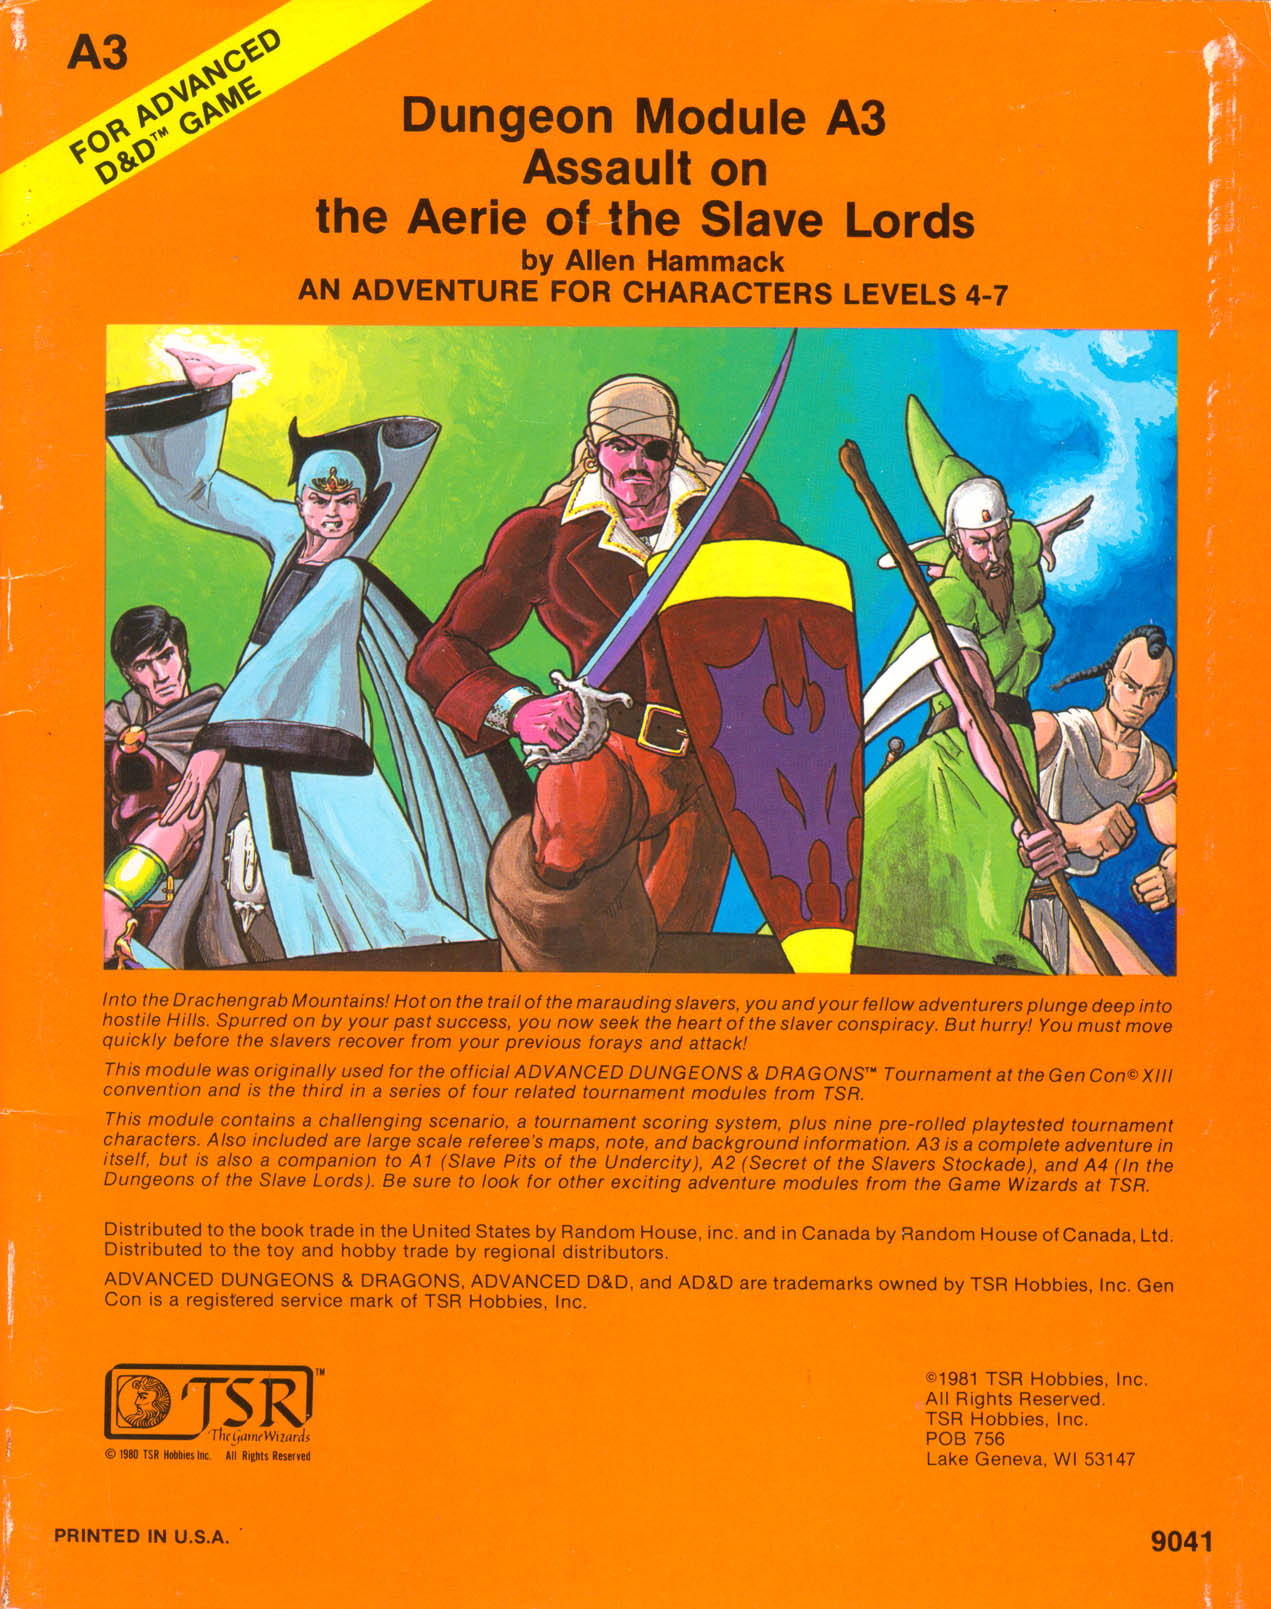 A3
FOR ADVANCED
D&D™ GAME
Dungeon Module A3
Assault on
the Aerie of the Slave Lords
by Allen Hammack
AN ADVENTURE FOR CHARACTERS LEVELS 4-7
Into the Drachengrab Mountains! Hot on the trail of the marauding slavers, you and your fellow adventurers plunge deep into
hostile Hills. Spurred on by your past success, you now seek the heart of the slaver conspiracy. But hurry! You must move
quickly before the slavers recover from your previous forays and attack!
This module was originally used for the official ADVANCED DUNGEONS & DRAGONS™ Tournament at the Gen Con© XIII
convention and is the third in a series of four related tournament modules from TSR.
This module contains a challenging scenario, a tournament scoring system, plus nine pre-rolled playtested tournament
characters. Also included are large scale referee's maps, note, and background information. A3 is a complete adventure in
itself, but is also a companion to A1 (Slave Pits of the Undercity), A2 (Secret of the Slavers Stockade), and A4 (In the
Dungeons of the Slave Lords). Be sure to look for other exciting adventure modules from the Game Wizards at TSR.
Distributed to the book trade in the United States by Random House, inc. and in Canada by Random House of Canada, Ltd.
Distributed to the toy and hobby trade by regional distributors.
ADVANCED DUNGEONS & DRAGONS, ADVANCED D&D, and AD&D are trademarks owned by TSR Hobbies, Inc. Gen
Con is a registered service mark of TSR Hobbies, Inc.
TSR™
The Game Wizards
© 1980 TSR Hobbies Inc. All Rights Reserved
©1981 TSR Hobbies, Inc.
All Rights Reserved.
TSR Hobbies, Inc.
POB 756
Lake Geneva, WI 53147
PRINTED IN U.S.A.
9041